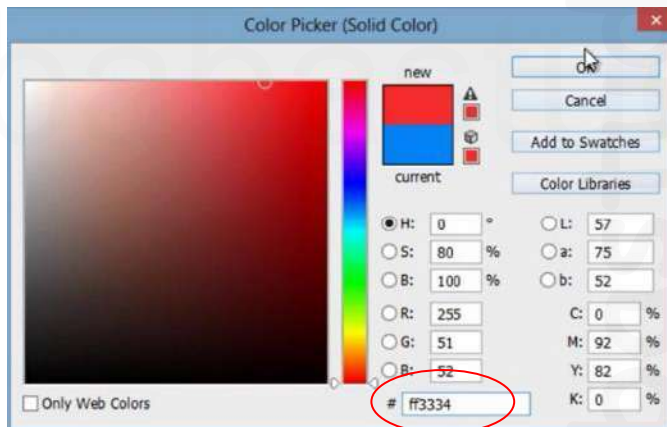 Color Picker (Solid Color)
new
current
Cancel
Add to Swatches
Color Libraries
H: 0 °
S: 80 %
B: 100 %
R: 255
G: 51
B: 52
# ff3334
L: 57
a: 75
b: 52
C: 0 %
M: 92 %
Y: 82 %
K: 0 %
Only Web Colors